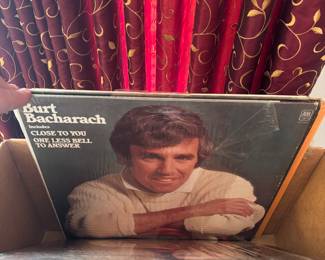 Burt
Bacharach
Includes
CLOSE TO YOU
ONE LESS BELL
TO ANSWER